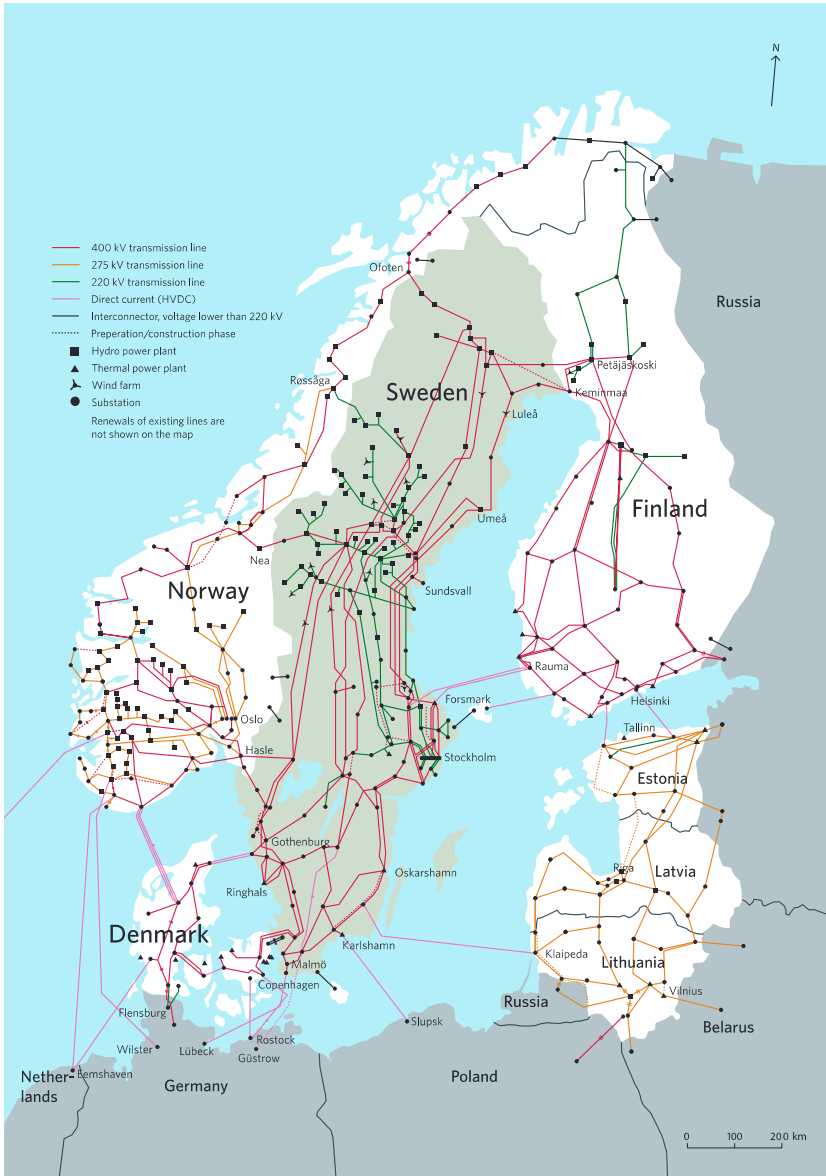 N
400 kV transmission line
275 kV transmission line
220 kV transmission line
Direct current (HVDC)
Interconnector, voltage lower than 220 kV
Preperation/construction phase
Hydro power plant
Thermal power plant
Wind farm
Substation
Renewals of existing lines are
not shown on the map
Ofoten
Russia
Røssåga
Petäjäskoski
Sweden
Keminmaa
Luleå
Finland
Umeå
Nea
Norway
Sundsvall
Rauma
Forsmark
Helsinki
Oslo
Tallinn
Hasle
Stockholm
Estonia
Gothenburg
Oskarshamn
Riga
Latvia
Ringhals
Denmark
Karlshamn
Klaipeda
Malmö
Lithuania
Copenhagen
Vilnius
Russia
Flensburg
Slupsk
Belarus
Rostock
Wilster
Lübeck
Güstrow
Nether-
lands
Eemshaven
Germany
Poland
0 100 200 km